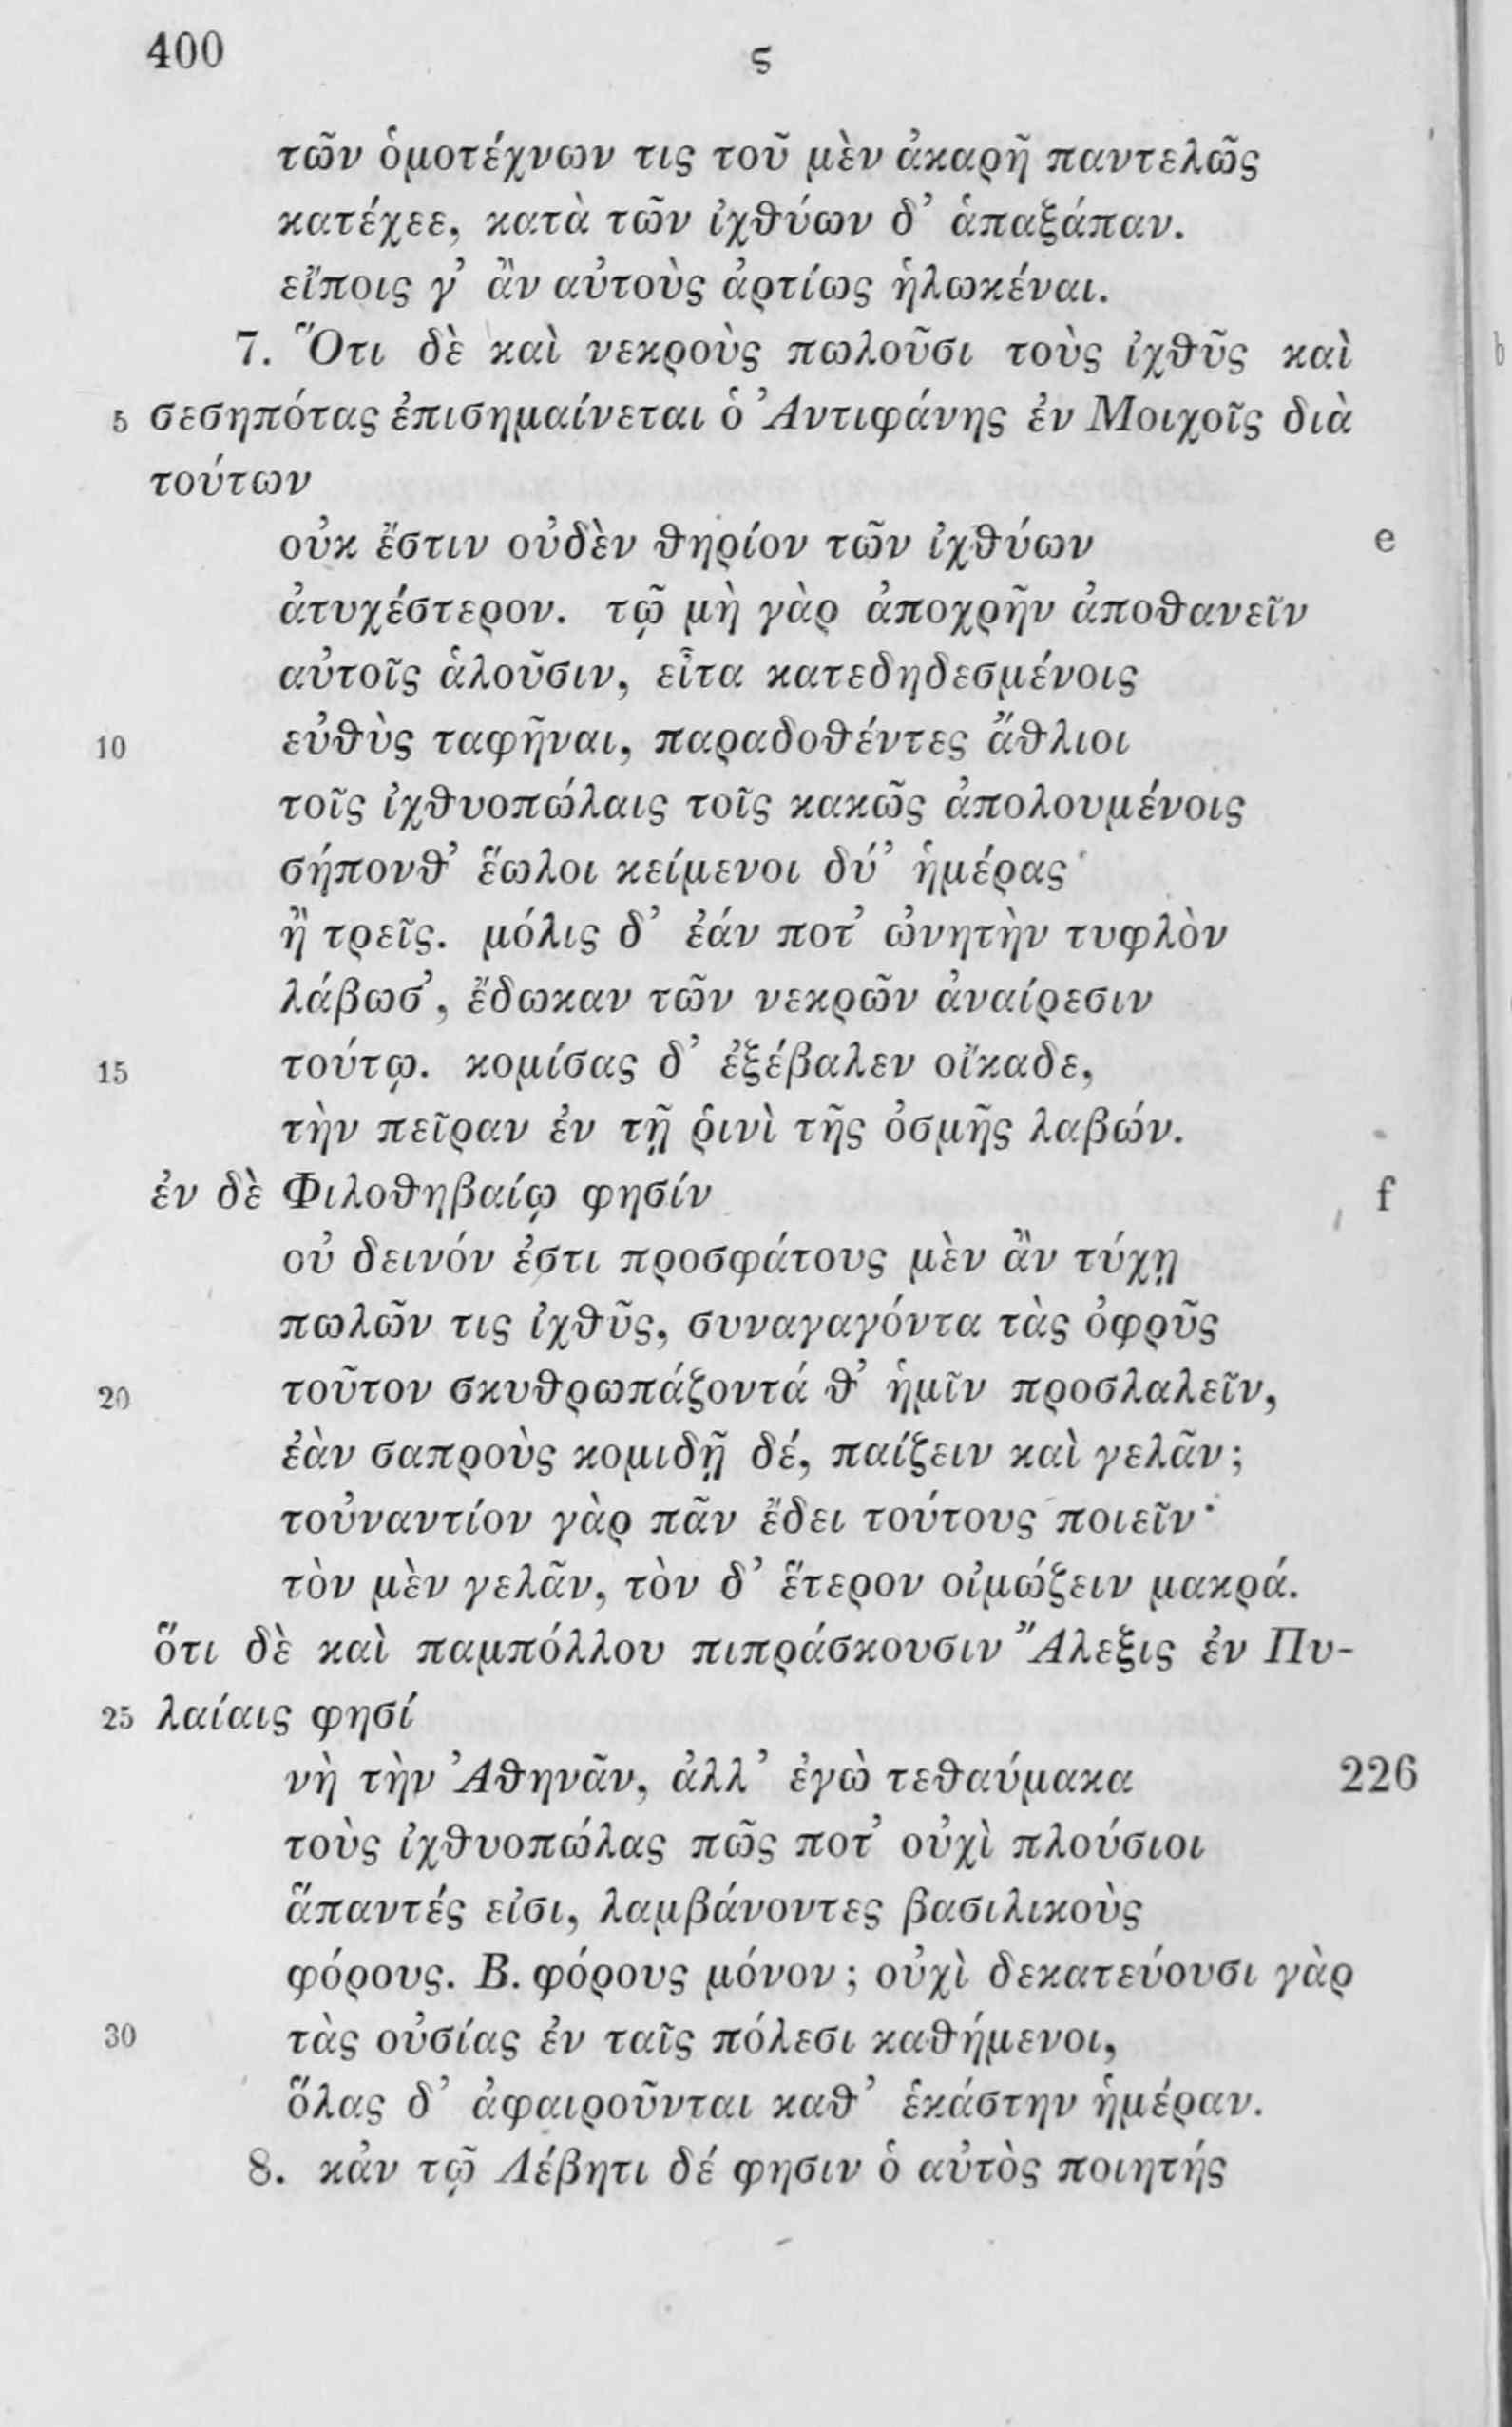 400 ς
τῶν ὁμοτέχνων τις τοῦ μὲν ἀκαρῆ παντελῶς
κατέχεε, κατὰ τῶν ἰχθύων δ’ ἁπαξάπαν.
εἴποις γ’ ἂν αὐτοὺς ἀρτίως ἡλωκέναι.
7. Ὅτι δὲ καὶ νεκροὺς πωλοῦσι τοὺς ἰχθῦς καὶ
5 σεσηπότας ἐπισημαίνεται ὁ Ἀντιφάνης ἐν Μοιχοῖς διὰ
τούτων
οὐκ ἔστιν οὐδὲν θηρίον τῶν ἰχθύων e
ἀτυχέστερον. τῷ μὴ γὰρ ἀποχρῆν ἀποθανεῖν
αὐτοῖς ἁλοῦσιν, εἶτα κατεδηδεσμένοις
10 εὐθὺς ταφῆναι, παραδοθέντες ἄθλιοι
τοῖς ἰχθυοπώλαις τοῖς κακῶς ἀπολουμένοις
σήπονθ’ ἕωλοι κείμενοι δύ’ ἡμέρας
ἢ τρεῖς. μόλις δ’ ἐάν ποτ’ ὠνητὴν τυφλὸν
λάβωσ’, ἔδωκαν τῶν νεκρῶν ἀναίρεσιν
15 τούτῳ. κομίσας δ’ ἐξέβαλεν οἴκαδε,
τὴν πεῖραν ἐν τῇ ῥινὶ τῆς ὀσμῆς λαβών.
ἐν δὲ Φιλοθηβαίῳ φησίν f
οὐ δεινόν ἐστι προσφάτους μὲν ἂν τύχῃ
πωλῶν τις ἰχθῦς, συναγαγόντα τὰς ὀφρῦς
20 τοῦτον σκυθρωπάζοντά θ’ ἡμῖν προσλαλεῖν,
ἐὰν σαπροὺς κομιδῇ δέ, παίζειν καὶ γελᾶν;
τοὐναντίον γὰρ πᾶν ἔδει τούτους ποιεῖν·
τὸν μὲν γελᾶν, τὸν δ’ ἕτερον οἰμώζειν μακρά.
ὅτι δὲ καὶ παμπόλλου πιπράσκουσιν Ἄλεξις ἐν Πυ-
25 λαίαις φησί
νὴ τὴν Ἀθηνᾶν, ἀλλ’ ἐγὼ τεθαύμακα 226
τοὺς ἰχθυοπώλας πῶς ποτ’ οὐχὶ πλούσιοι
ἅπαντές εἰσι, λαμβάνοντες βασιλικοὺς
φόρους. Β. φόρους μόνον; οὐχὶ δεκατεύουσι γὰρ
30 τὰς οὐσίας ἐν ταῖς πόλεσι καθήμενοι,
ὅλας δ’ ἀφαιροῦνται καθ’ ἑκάστην ἡμέραν.
8. κἀν τῷ Λέβητι δέ φησιν ὁ αὐτὸς ποιητής